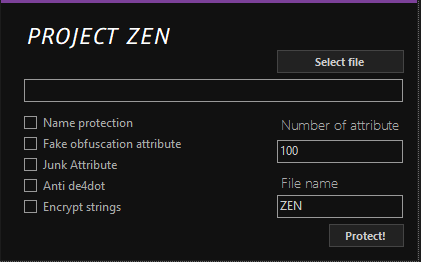 PROJECT ZEN
Select file
Name protection
Fake obfuscation attribute
Junk Attribute
Anti de4dot
Encrypt strings
Number of attribute
100
File name
ZEN
Protect!